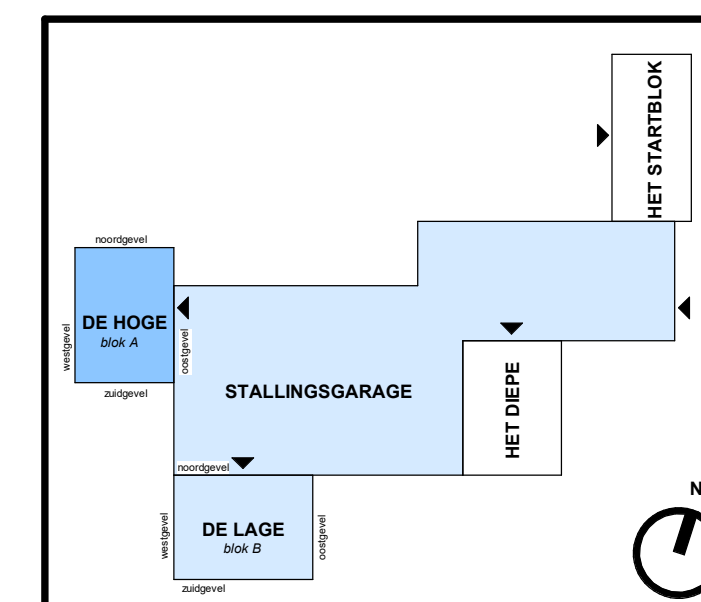 HET STARTBLOK
noordgevel
DE HOGE
blok A
westgevel
oostgevel
zuidgevel
STALLINGSGARAGE
HET DIEPE
noordgevel
DE LAGE
blok B
westgevel
oostgevel
zuidgevel
N